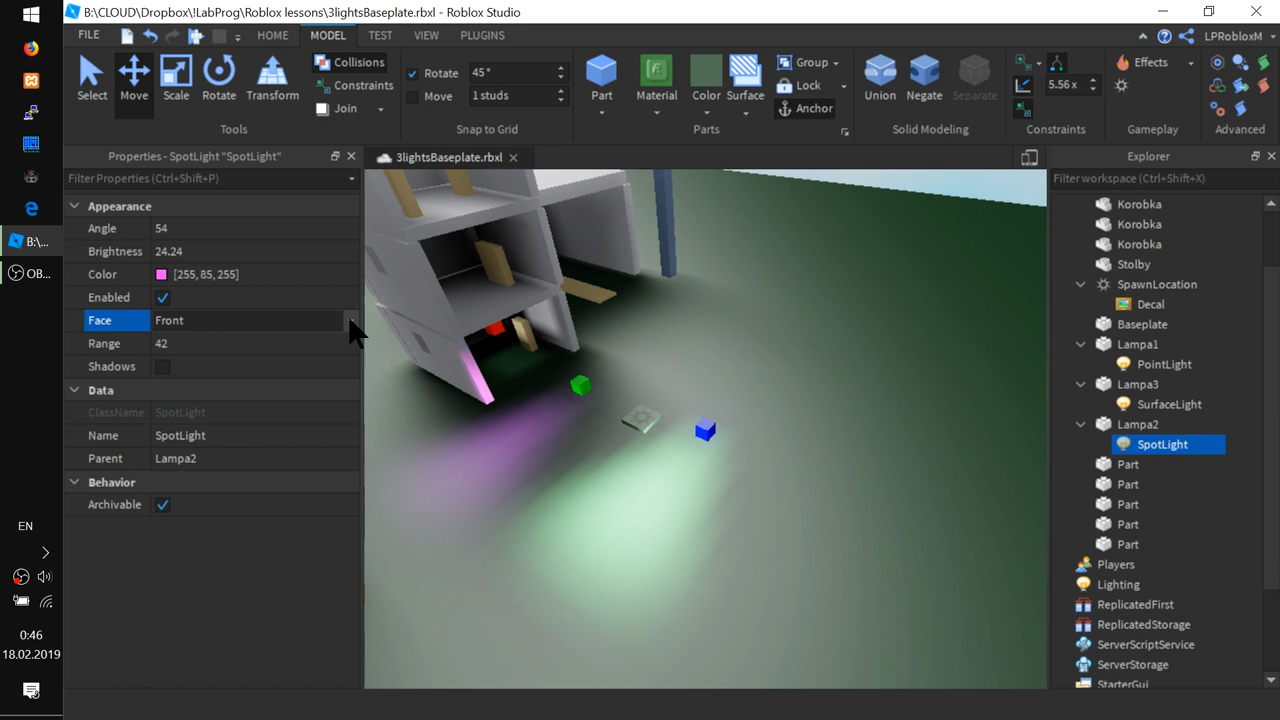 B:\CLOUD\Dropbox\!LabProg\Roblox lessons\3lightsBaseplate.rbxl - Roblox Studio
FILE HOME MODEL TEST VIEW PLUGINS LPRobloxM
Select Move Scale Rotate Transform
Collisions
Constraints
Join
Tools
Rotate 45°
Move 1 studs
Snap to Grid
Part Material Color Surface
Group
Lock
Anchor
Parts
Union Negate Separate
Solid Modeling
5.56 x
Constraints
Effects
Gameplay
Advanced
Properties - SpotLight "SpotLight"
Filter Properties (Ctrl+Shift+P)
Appearance
Angle 54
Brightness 24.24
Color [255, 85, 255]
Enabled
Face Front
Range 42
Shadows
Data
ClassName SpotLight
Name SpotLight
Parent Lampa2
Behavior
Archivable
3lightsBaseplate.rbxl
Explorer
Filter workspace (Ctrl+Shift+X)
Korobka
Korobka
Korobka
Stolby
SpawnLocation
Decal
Baseplate
Lampa1
PointLight
Lampa3
SurfaceLight
Lampa2
SpotLight
Part
Part
Part
Part
Part
Players
Lighting
ReplicatedFirst
ReplicatedStorage
ServerScriptService
ServerStorage
StarterGui
B:\...
OB...
EN
0:46
18.02.2019